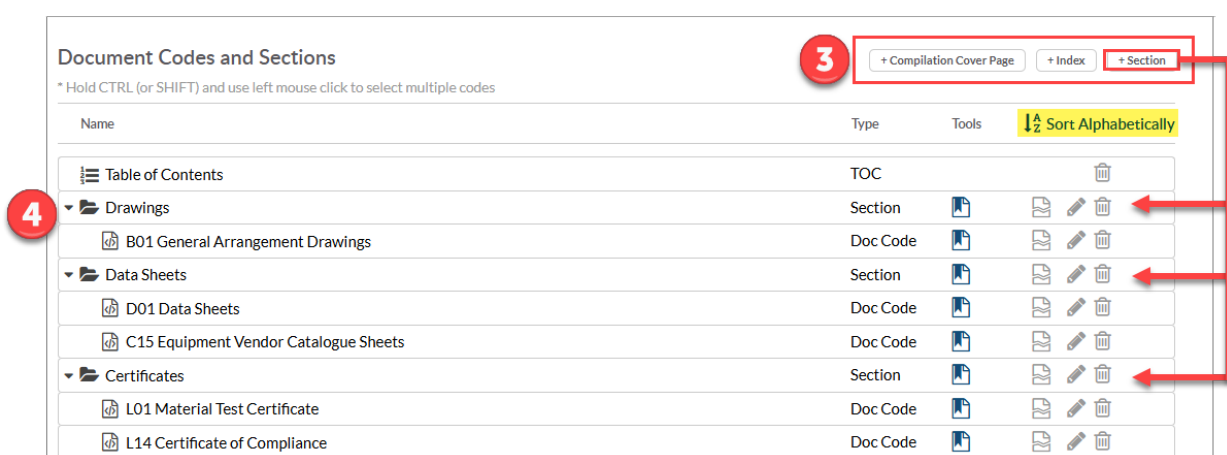 Document Codes and Sections
3
+ Compilation Cover Page + Index + Section
* Hold CTRL (or SHIFT) and use left mouse click to select multiple codes
Name Type Tools A Z Sort Alphabetically
Table of Contents TOC
4
Drawings Section
B01 General Arrangement Drawings Doc Code
Data Sheets Section
D01 Data Sheets Doc Code
C15 Equipment Vendor Catalogue Sheets Doc Code
Certificates Section
L01 Material Test Certificate Doc Code
L14 Certificate of Compliance Doc Code